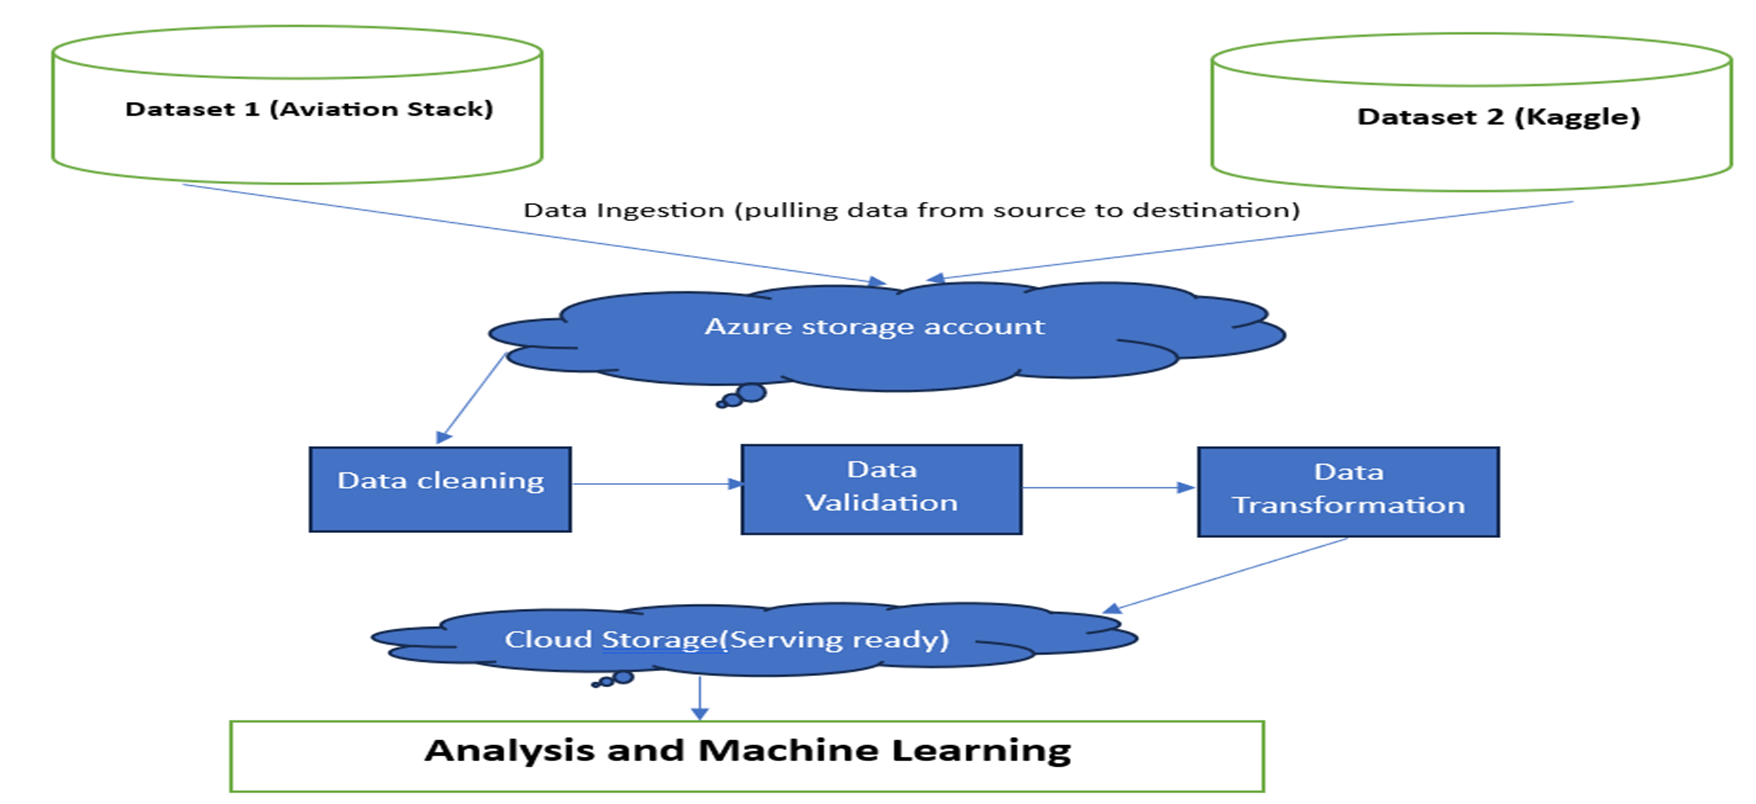 Dataset 1 (Aviation Stack)
Dataset 2 (Kaggle)
Data Ingestion (pulling data from source to destination)
Azure storage account
Data cleaning
Data
Validation
Data
Transformation
Cloud Storage(Serving ready)
Analysis and Machine Learning